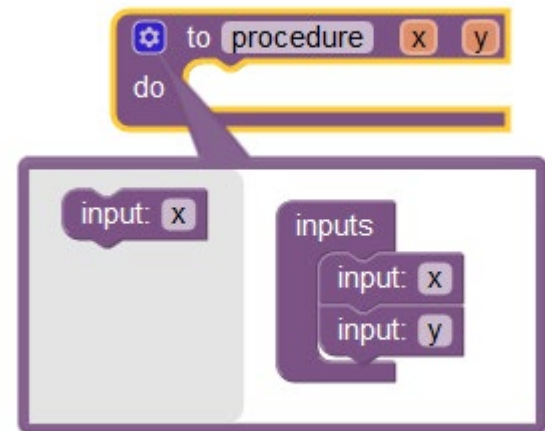 to procedure x y
do
input: x
inputs
input: x
input: y